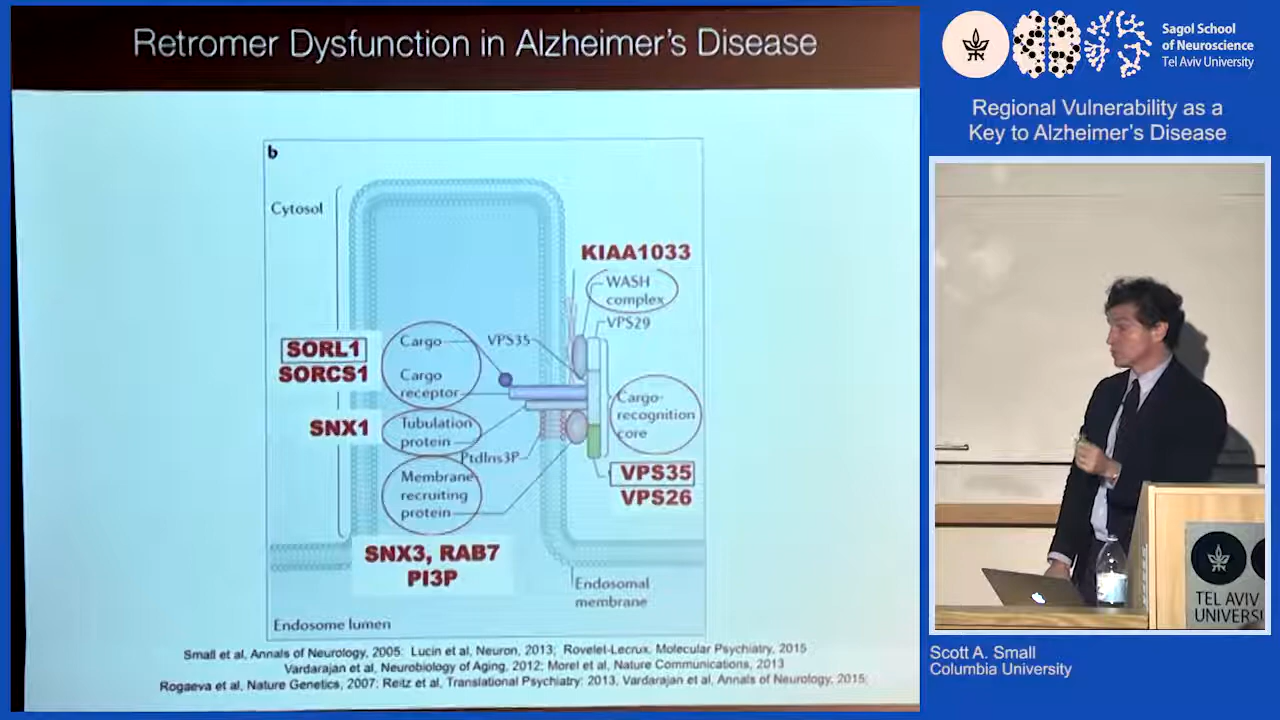 Retromer Dysfunction in Alzheimer's Disease
b
Cytosol
KIAA1033
WASH
complex
VPS29
VPS35
SORL1
SORCS1
Cargo
Cargo
receptor
SNX1
Tubulation
protein
PtdIns3P
Membrane
recruiting
protein
Cargo-
recognition
core
VPS35
VPS26
SNX3, RAB7
PI3P
Endosomal
membrane
Endosome lumen
Small et al, Annals of Neurology, 2005; Lucin et al, Neuron, 2013; Rovelet-Lecrux, Molecular Psychiatry, 2015
Vardarajan et al, Neurobiology of Aging, 2012; Morel et al, Nature Communications, 2013
Rogaeva et al, Nature Genetics, 2007; Reitz et al, Translational Psychiatry; 2013, Vardarajan et al, Annals of Neurology, 2015;
Sagol School
of Neuroscience
Tel Aviv University
Regional Vulnerability as a
Key to Alzheimer's Disease
TEL AVIV
UNIVERSI
Scott A. Small
Columbia University